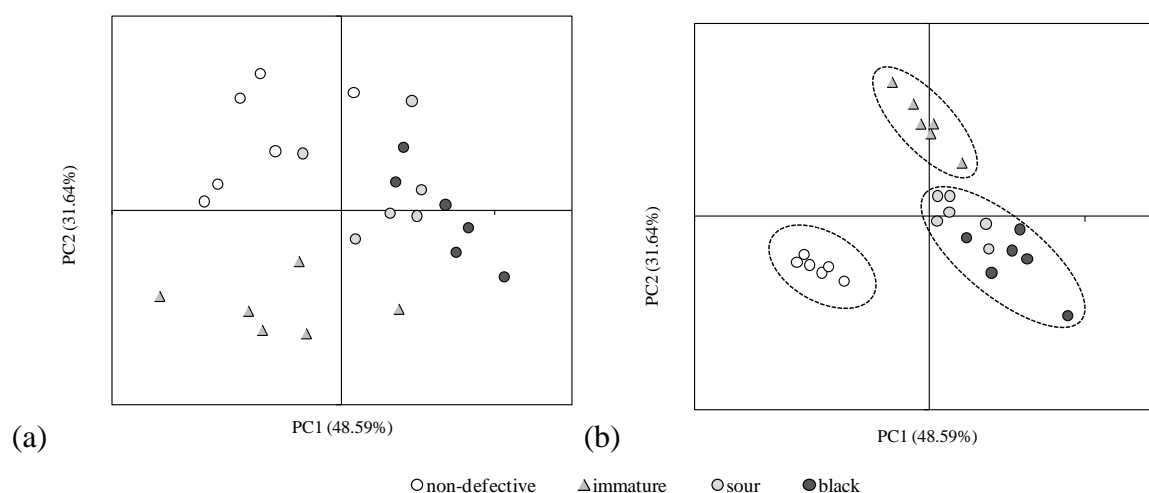 PC2 (31.64%)
PC1 (48.59%)
(a)
PC2 (31.64%)
PC1 (48.59%)
(b)
non-defective immature sour black